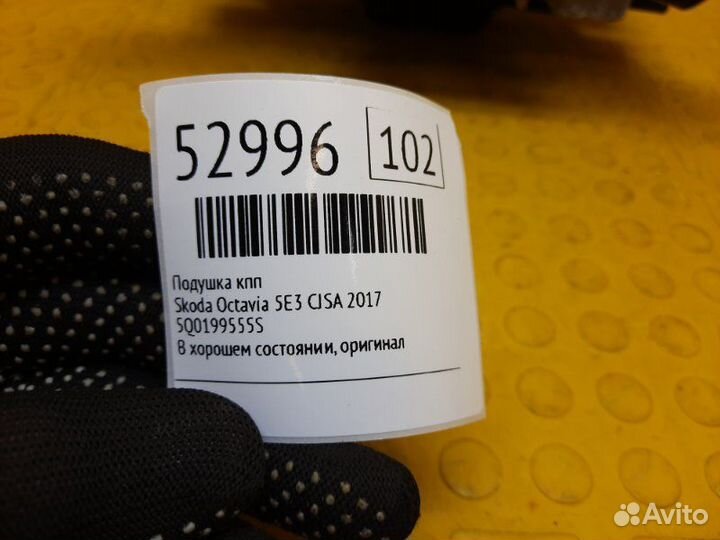 52996 102
Подушка кпп
Skoda Octavia 5E3 CJSA 2017
5Q0199555S
В хорошем состоянии, оригинал
Avito